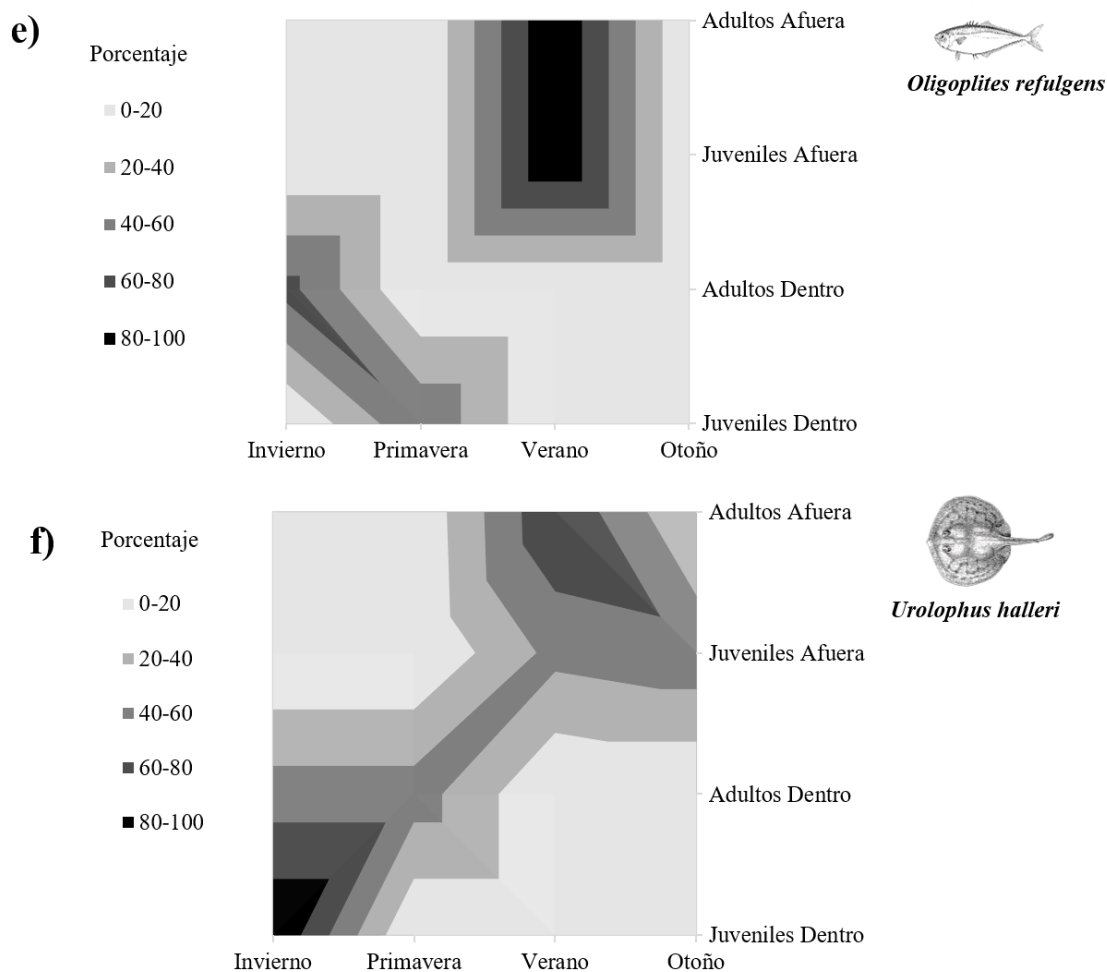 e)
Porcentaje
0-20
20-40
40-60
60-80
80-100
Adultos Afuera
Juveniles Afuera
Adultos Dentro
Juveniles Dentro
Invierno Primavera Verano Otoño
Oligoplites refulgens
f)
Porcentaje
0-20
20-40
40-60
60-80
80-100
Adultos Afuera
Juveniles Afuera
Adultos Dentro
Juveniles Dentro
Invierno Primavera Verano Otoño
Urolophus halleri